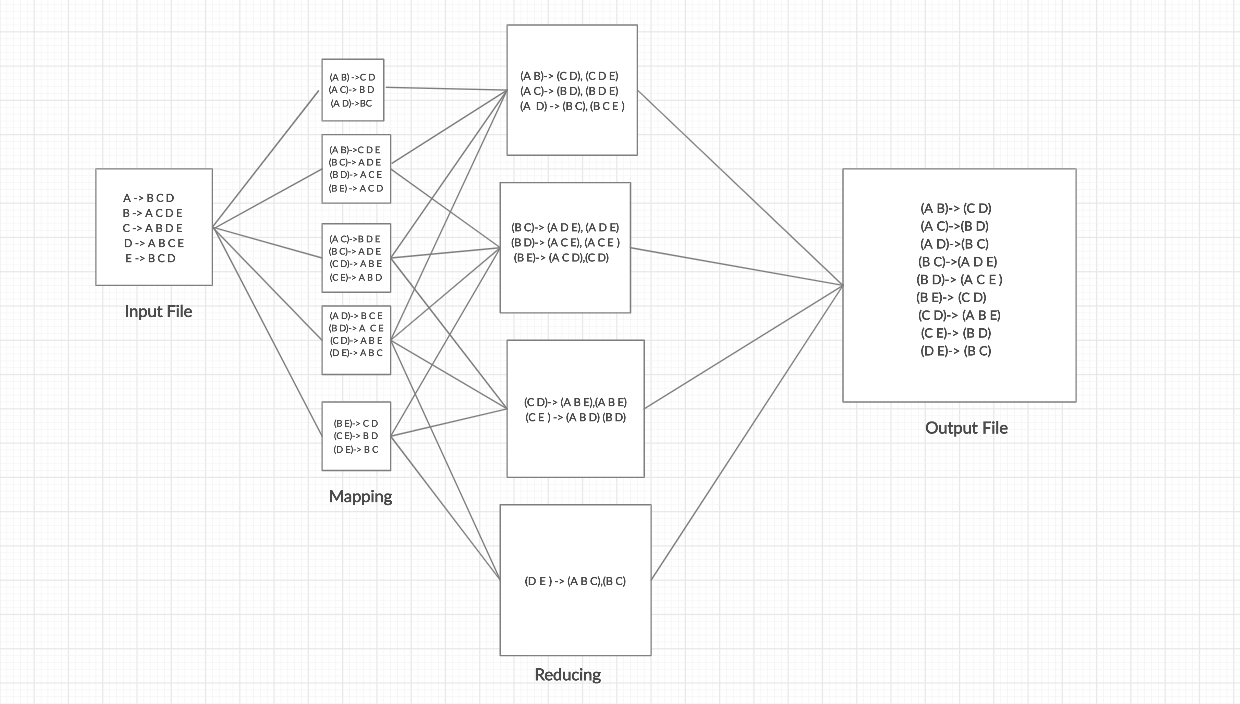 A -> B C D
B -> A C D E
C -> A B D E
D -> A B C E
E -> B C D
Input File
(A B) ->C D
(A C)-> B D
(A D)->BC
(A B)-> C D E
(B C)-> A D E
(B D)-> A C E
(B E)-> A C D
(A C)-> B D E
(B C)-> A D E
(C D)-> A B E
(C E)-> A B D
(A D)-> B C E
(B D)-> A C E
(C D)-> A B E
(D E)-> A B C
(B E)-> C D
(C E)-> B D
(D E)-> B C
Mapping
(A B)-> (C D), (C D E)
(A C)-> (B D), (B D E)
(A D) -> (B C), (B C E )
(B C)-> (A D E), (A D E)
(B D)-> (A C E), (A C E )
(B E)-> (A C D),(C D)
(C D)-> (A B E),(A B E)
(C E ) -> (A B D) (B D)
(D E ) -> (A B C),(B C)
Reducing
(A B)-> (C D)
(A C)->(B D)
(A D)->(B C)
(B C)->(A D E)
(B D)-> (A C E )
(B E)-> (C D)
(C D)-> (A B E)
(C E)-> (B D)
(D E)-> (B C)
Output File